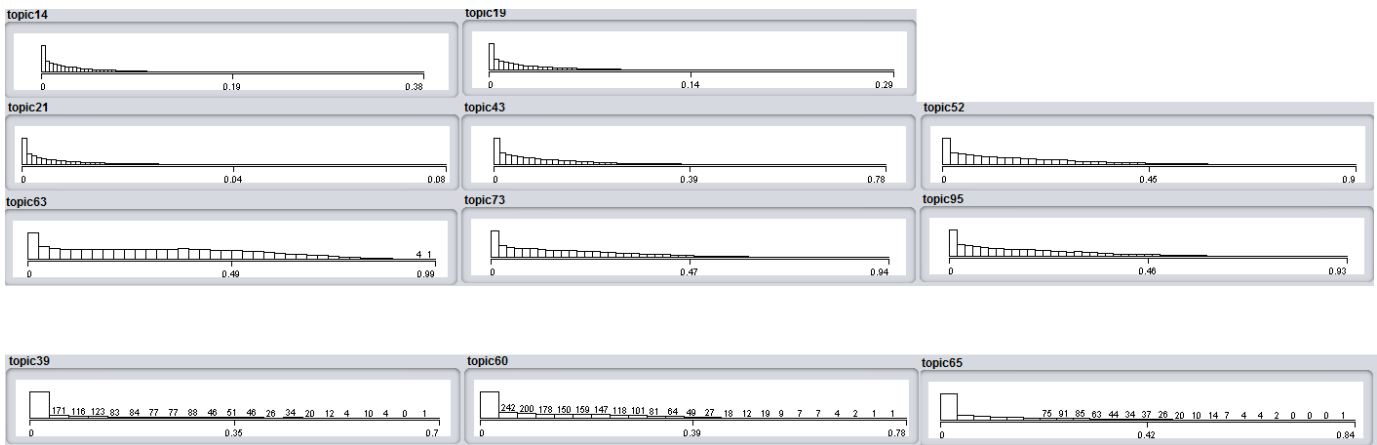 topic14 topic19
0 0.19 0.38 0 0.14 0.29
topic21 topic43 topic52
0 0.04 0.08 0 0.39 0.78 0 0.45 0.9
topic63 topic73 topic95
4 1
0 0.49 0.99 0 0.47 0.94 0 0.46 0.93
topic39 topic60 topic65
171 116 123 83 84 77 77 88 46 51 46 26 34 20 12 4 10 4 0 1 242 200 178 150 159 147 118 101 81 64 49 27 18 12 19 9 7 7 4 2 1 1 75 91 85 63 44 34 37 26 20 10 14 7 4 4 2 0 0 0 1
0 0.35 0.7 0 0.39 0.78 0 0.42 0.84